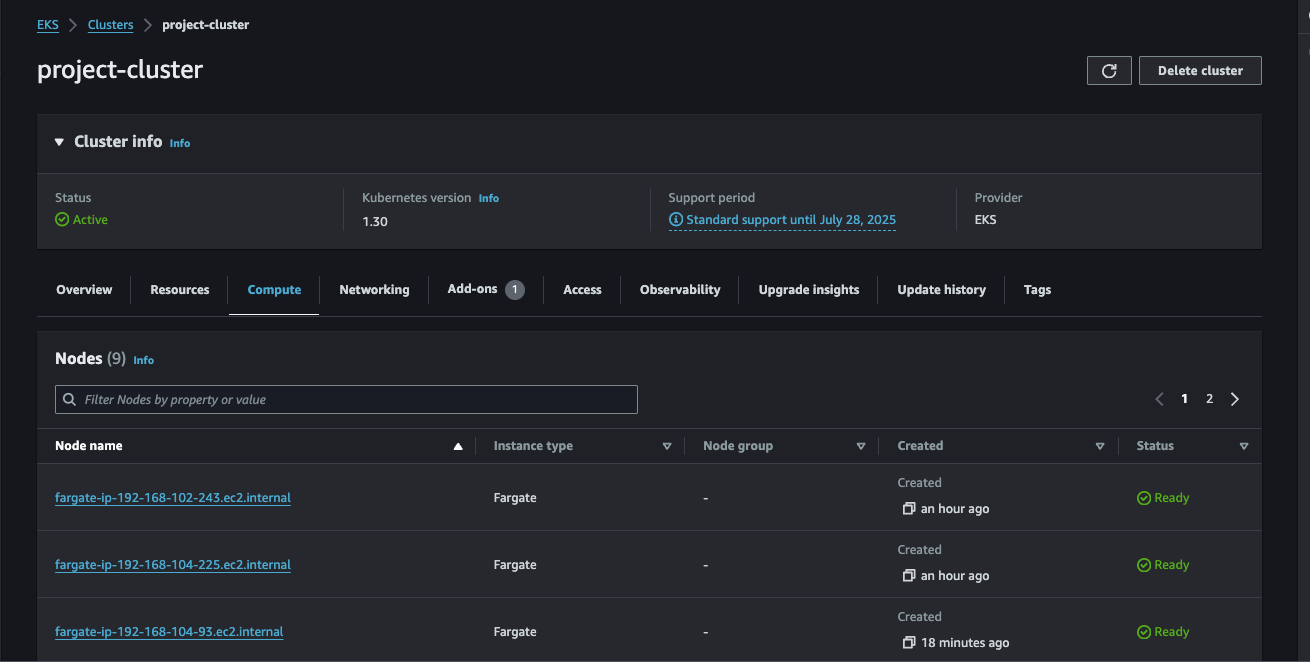 EKS > Clusters > project-cluster
project-cluster
Delete cluster
Cluster info Info
Status Kubernetes version Info Support period Provider
Active 1.30 Standard support until July 28, 2025 EKS
Overview Resources Compute Networking Add-ons 1 Access Observability Upgrade insights Update history Tags
Nodes (9) Info
Filter Nodes by property or value
1 2
Node name Instance type Node group Created Status
Created
fargate-ip-192-168-102-243.ec2.internal Fargate - Ready
an hour ago
Created
fargate-ip-192-168-104-225.ec2.internal Fargate - Ready
an hour ago
Created
fargate-ip-192-168-104-93.ec2.internal Fargate - Ready
18 minutes ago